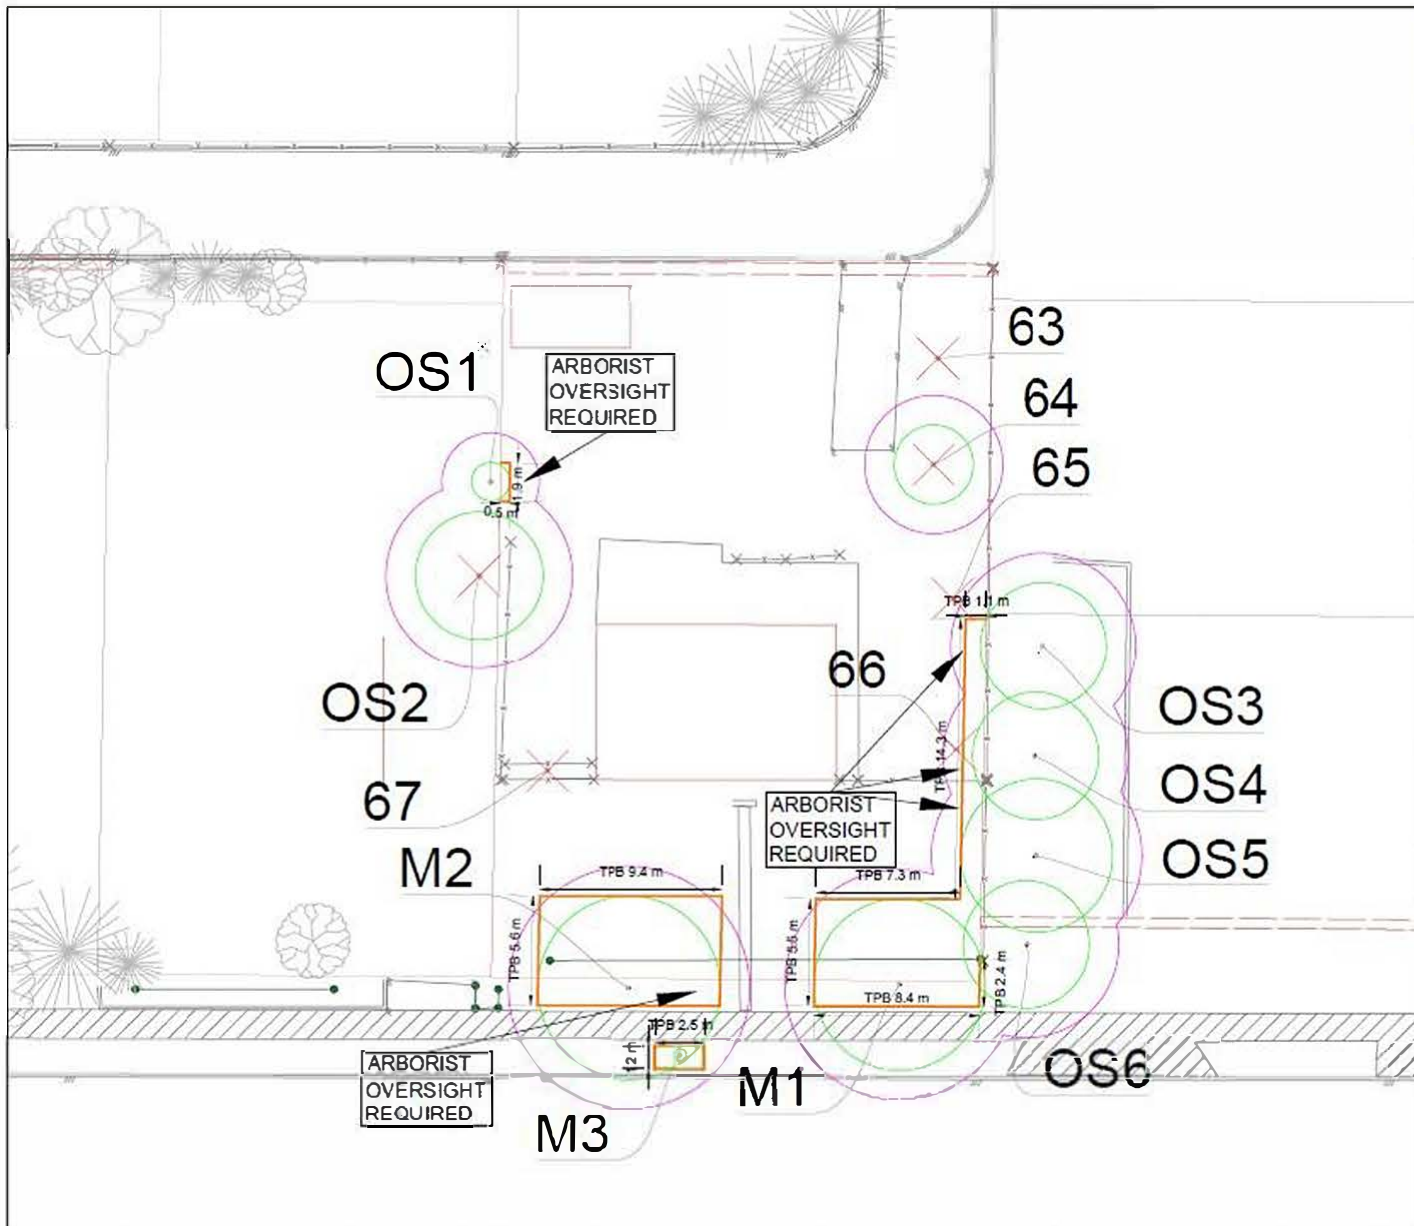 63
OS1
ARBORIST
OVERSIGHT
REQUIRED
64
65
1.9 m
0.5 m
TPB 1.1 m
66
OS2
OS3
TPB 14.3 m
OS4
67
ARBORIST
OVERSIGHT
REQUIRED
M2
OS5
TPB 9.4 m
TPB 7.3 m
TPB 5.6 m
TPB 5.5 m
TPB 2.4 m
TPB 8.4 m
TPB 2.5 m
ARBORIST
OVERSIGHT
REQUIRED
M1
OS6
M3